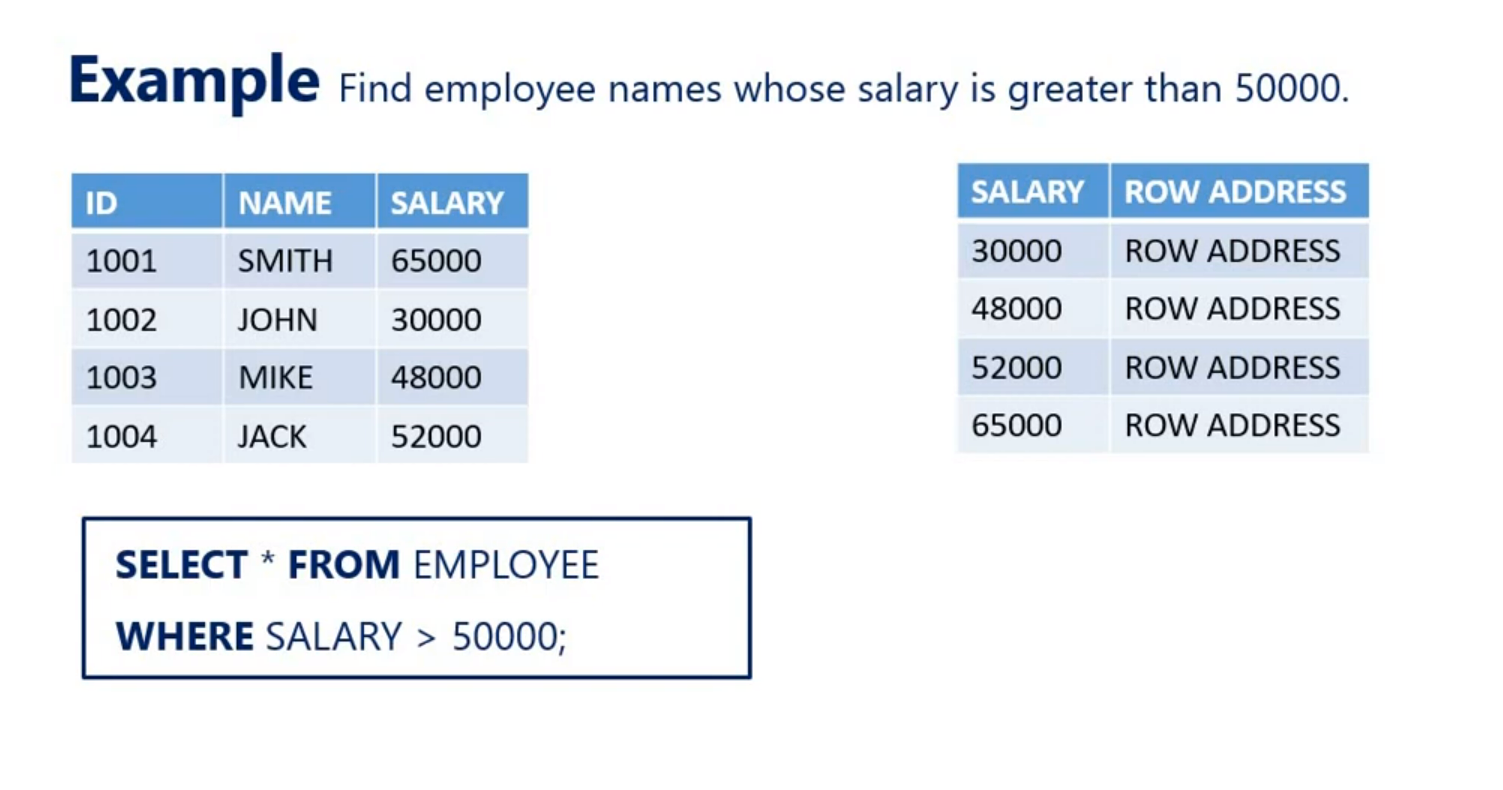 Example Find employee names whose salary is greater than 50000.
ID NAME SALARY
1001 SMITH 65000
1002 JOHN 30000
1003 MIKE 48000
1004 JACK 52000
SALARY ROW ADDRESS
30000 ROW ADDRESS
48000 ROW ADDRESS
52000 ROW ADDRESS
65000 ROW ADDRESS
SELECT * FROM EMPLOYEE
WHERE SALARY > 50000;